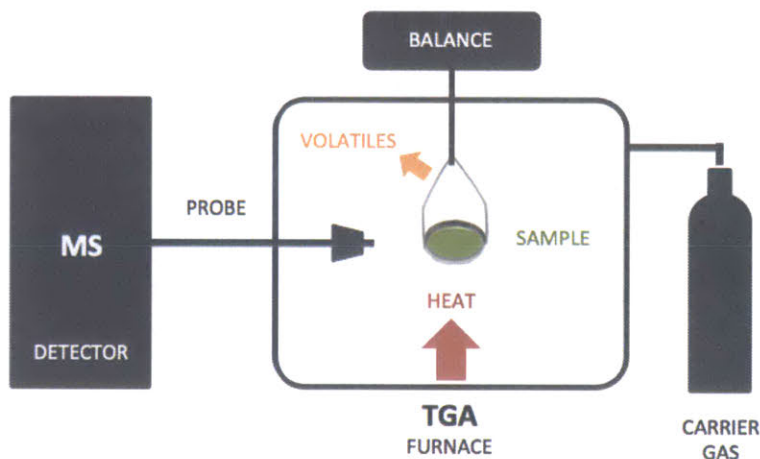 BALANCE
VOLATILES
PROBE
MS
SAMPLE
HEAT
DETECTOR
TGA
FURNACE
CARRIER
GAS